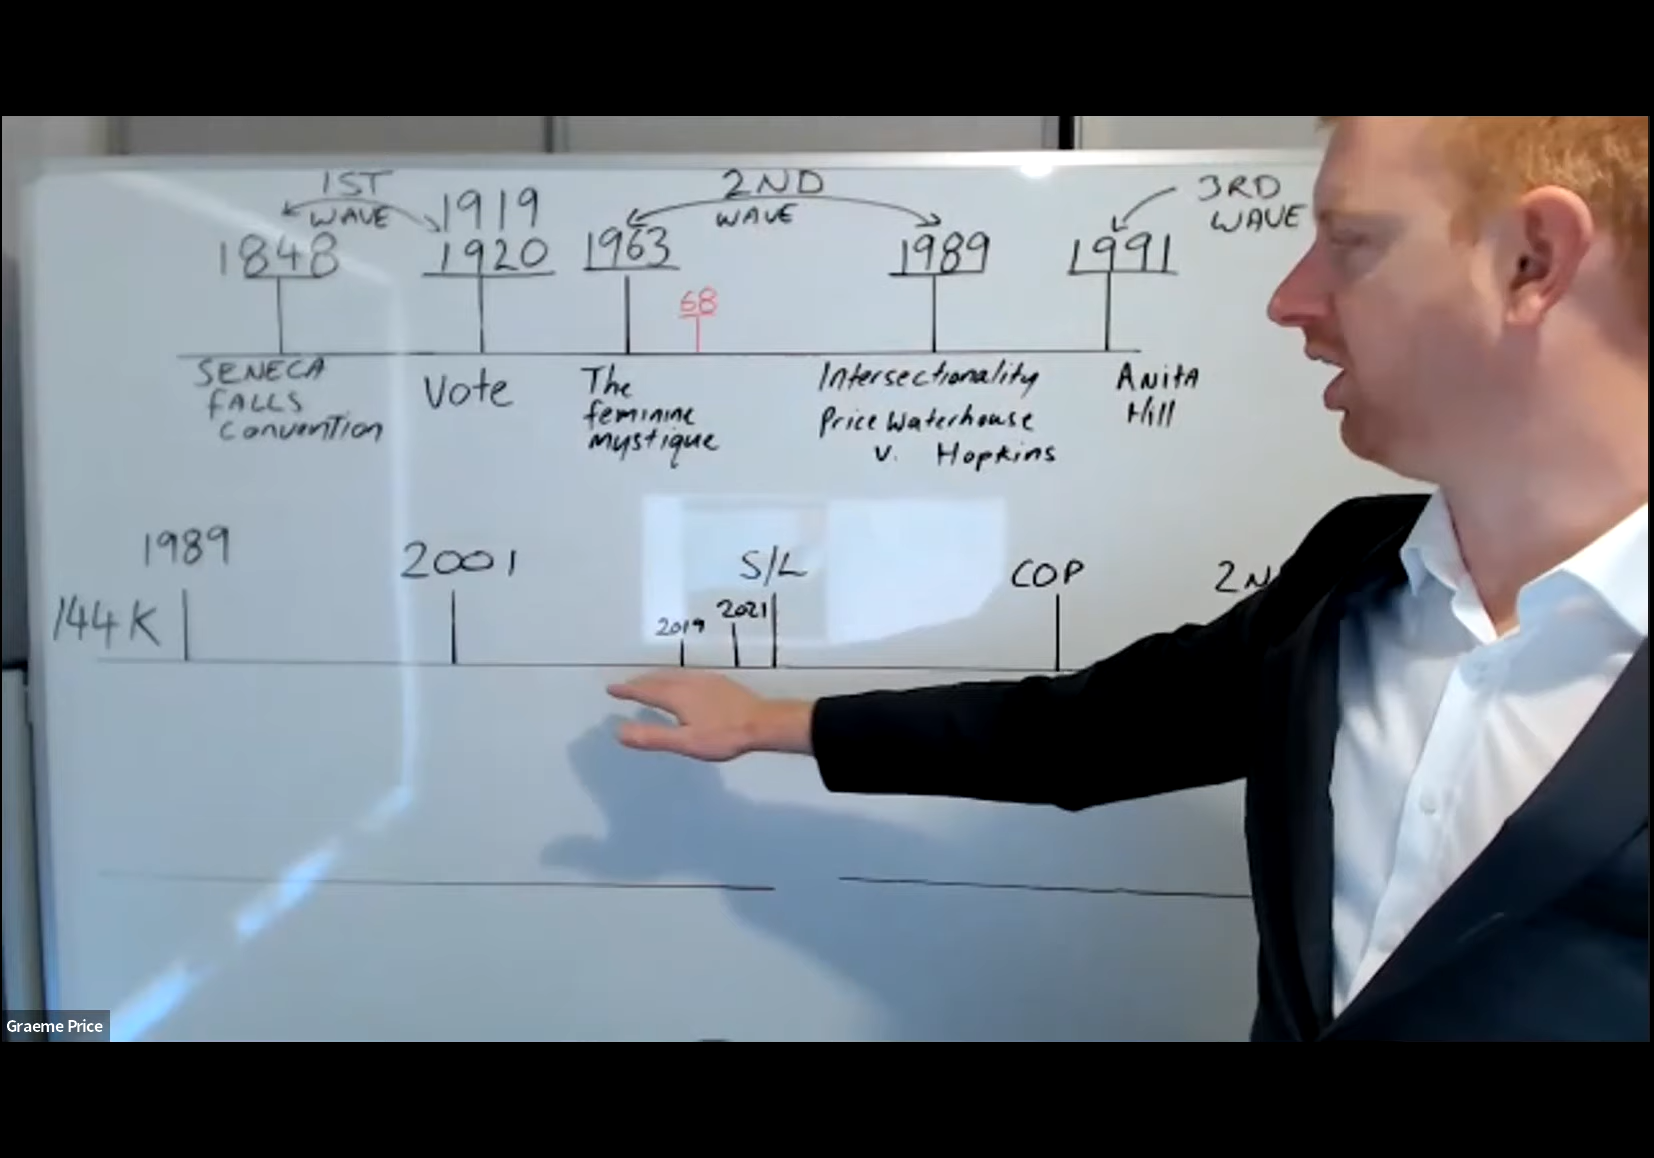 1ST
WAVE
2ND
WAVE
3RD
WAVE
1848
1919
1920
1963
68
1989
1991
SENECA
FALLS
Convention
Vote
The
feminine
mystique
Intersectionality
Price Waterhouse
v. Hopkins
Anita
Hill
144K
1989
2001
2019
2021
S/L
COP
2N
Graeme Price